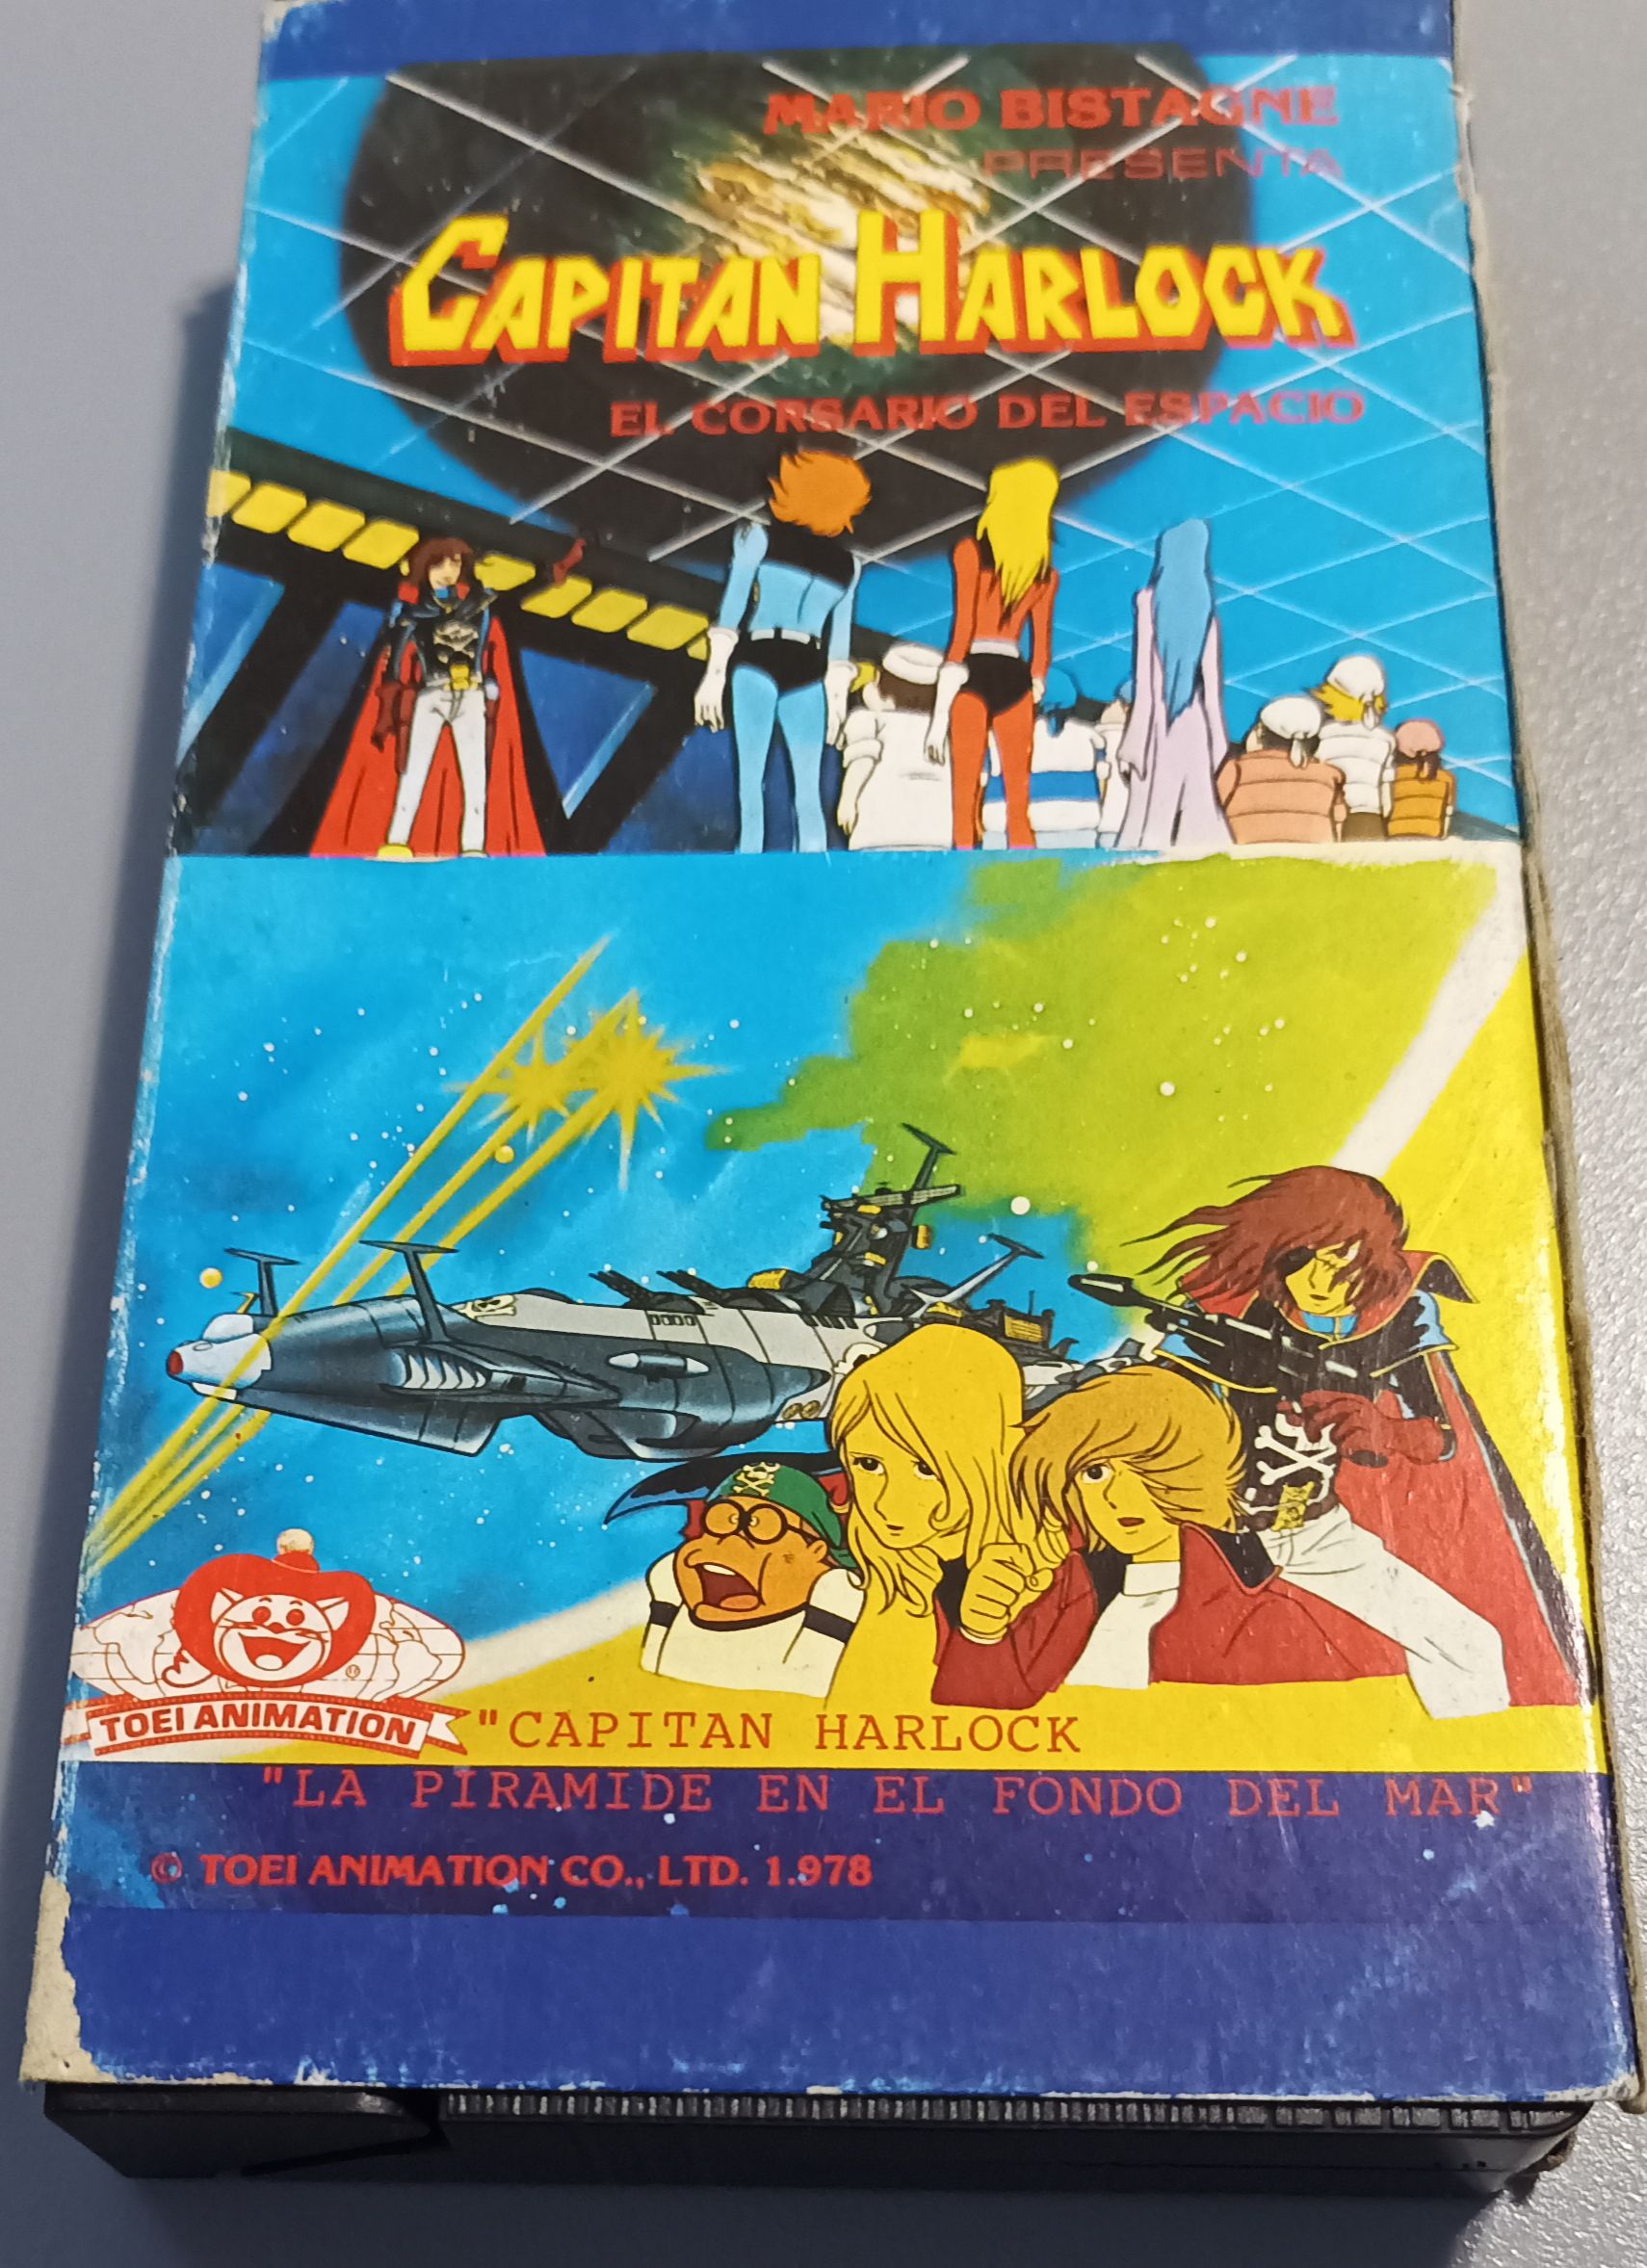 MARIO BISTAGNE
PRESENTA
CAPITAN HARLOCK
EL CORSARIO DEL ESPACIO
TOEI ANIMATION
"CAPITAN HARLOCK
"LA PIRAMIDE EN EL FONDO DEL MAR"
© TOEI ANIMATION CO., LTD. 1.978